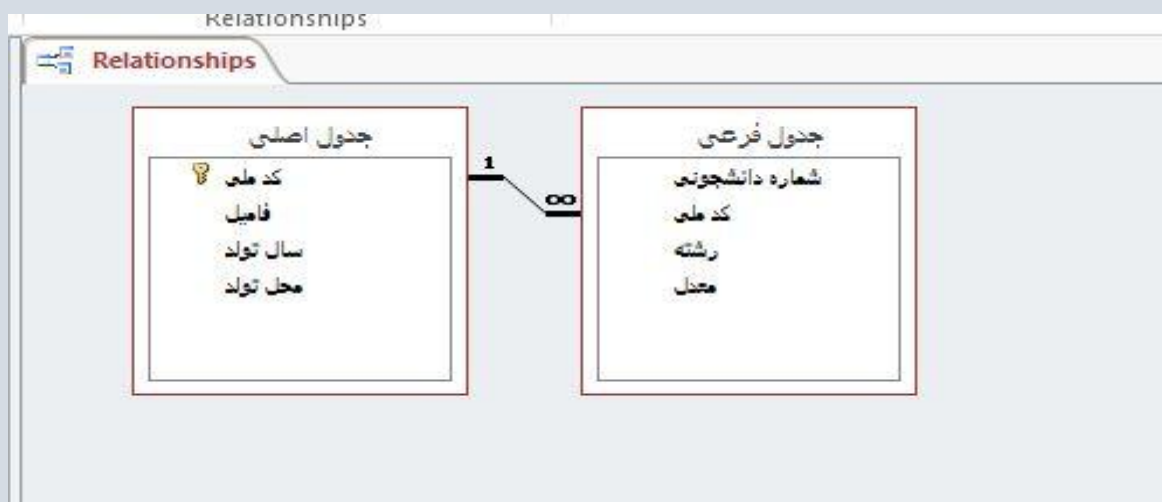 Relationships
Relationships
جدول اصلی
کد ملی
فامیل
سال تولد
محل تولد
1
∞
جدول فرعی
شماره دانشجوئی
کد ملی
رشته
معدل